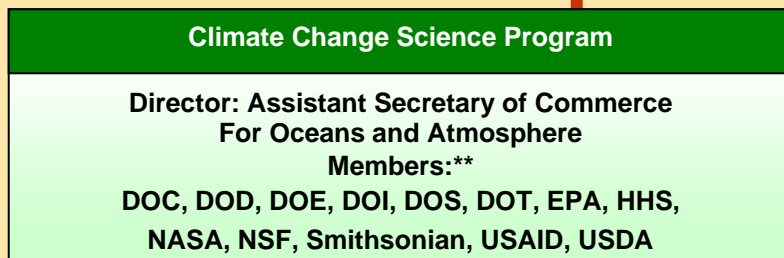 Climate Change Science Program
Director: Assistant Secretary of Commerce
For Oceans and Atmosphere
Members:**
DOC, DOD, DOE, DOI, DOS, DOT, EPA, HHS,
NASA, NSF, Smithsonian, USAID, USDA